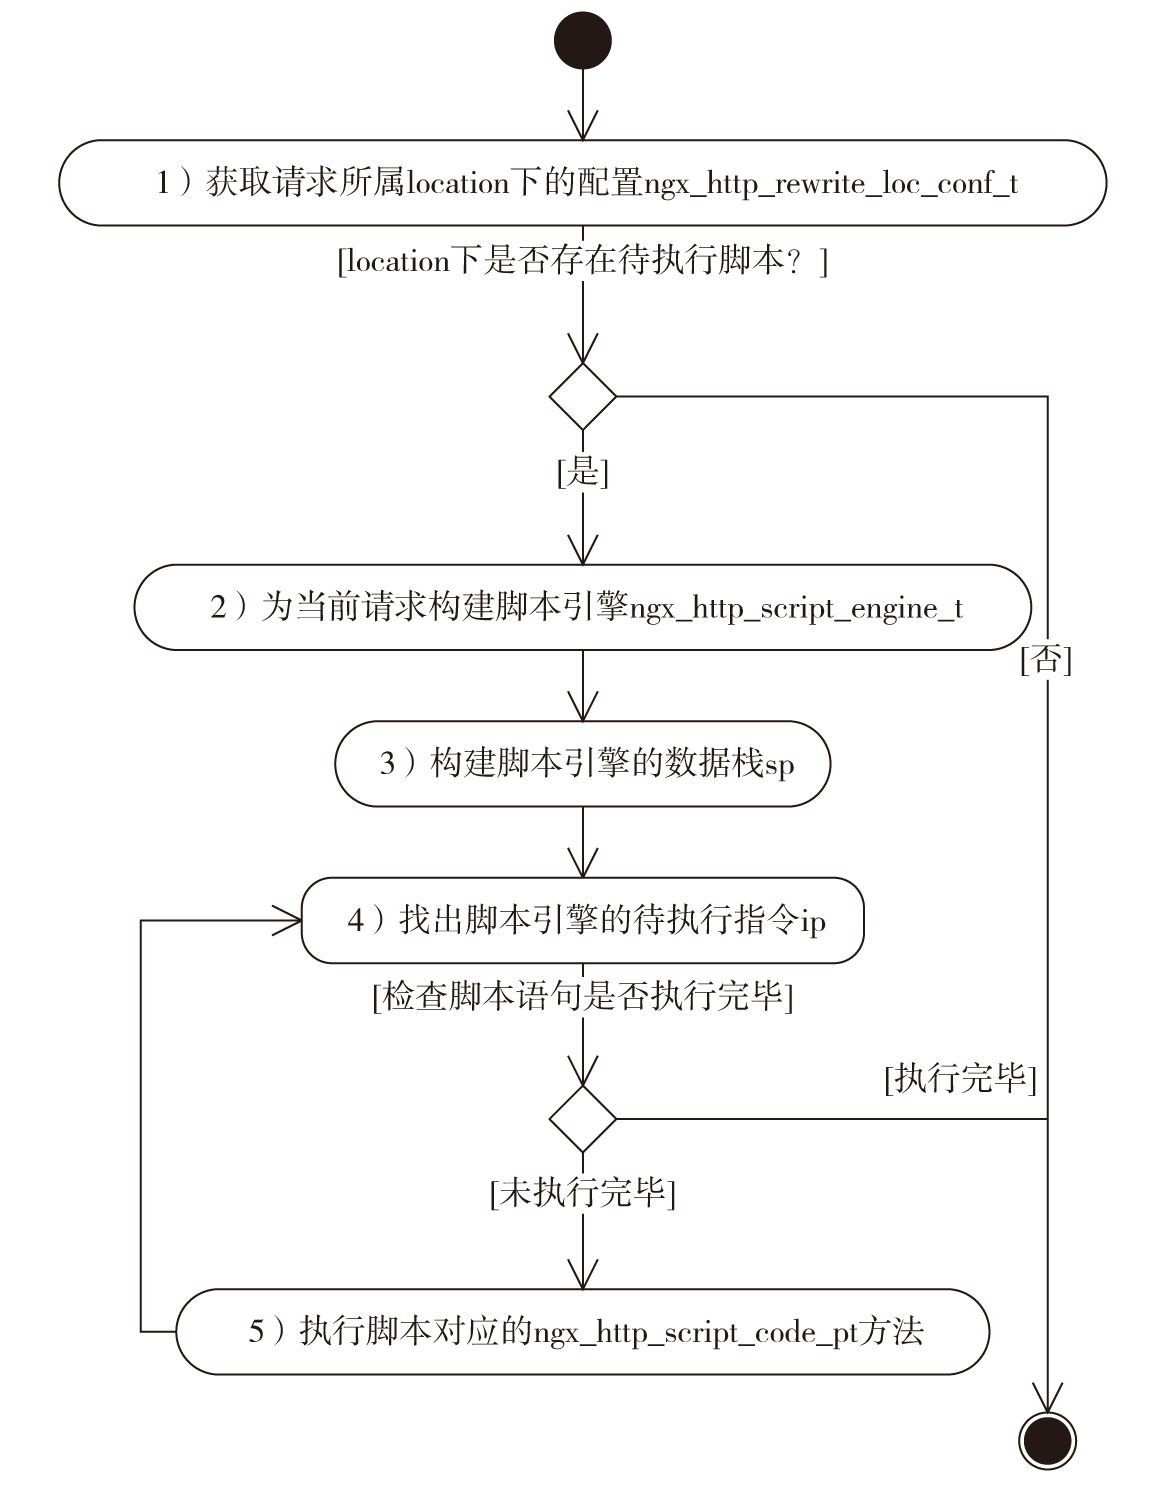 1）获取请求所属location下的配置ngx_http_rewrite_loc_conf_t
[location下是否存在待执行脚本？]
[是]
2）为当前请求构建脚本引擎ngx_http_script_engine_t
[否]
3）构建脚本引擎的数据栈sp
4）找出脚本引擎的待执行指令ip
[检查脚本语句是否执行完毕]
[执行完毕]
[未执行完毕]
5）执行脚本对应的ngx_http_script_code_pt方法